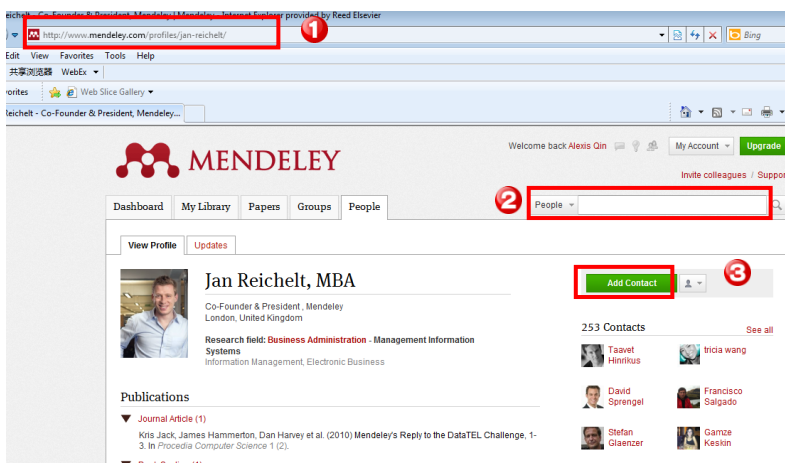 eichelt - Co-Founder & President, Mendeley | Mendeley - Internet Explorer provided by Reed Elsevier
1
http://www.mendeley.com/profiles/jan-reichelt/
Bing
Edit View Favorites Tools Help
共享浏览器 WebEx
vorites Web Slice Gallery
Reichelt - Co-Founder & President, Mendeley...
MENDELEY
Welcome back Alexis Qin
My Account
Upgrade
Invite colleagues / Suppor
Dashboard My Library Papers Groups People
2
People
View Profile Updates
Jan Reichelt, MBA
Co-Founder & President , Mendeley
London, United Kingdom
Research field: Business Administration - Management Information
Systems
Information Management, Electronic Business
Add Contact
3
253 Contacts See all
Taavet
Hinrikus
tricia wang
David
Sprengel
Francisco
Salgado
Stefan
Glaenzer
Gamze
Keskin
Publications
Journal Article (1)
Kris Jack, James Hammerton, Dan Harvey et al. (2010) Mendeley's Reply to the DataTEL Challenge, 1-
3. In Procedia Computer Science 1 (2).